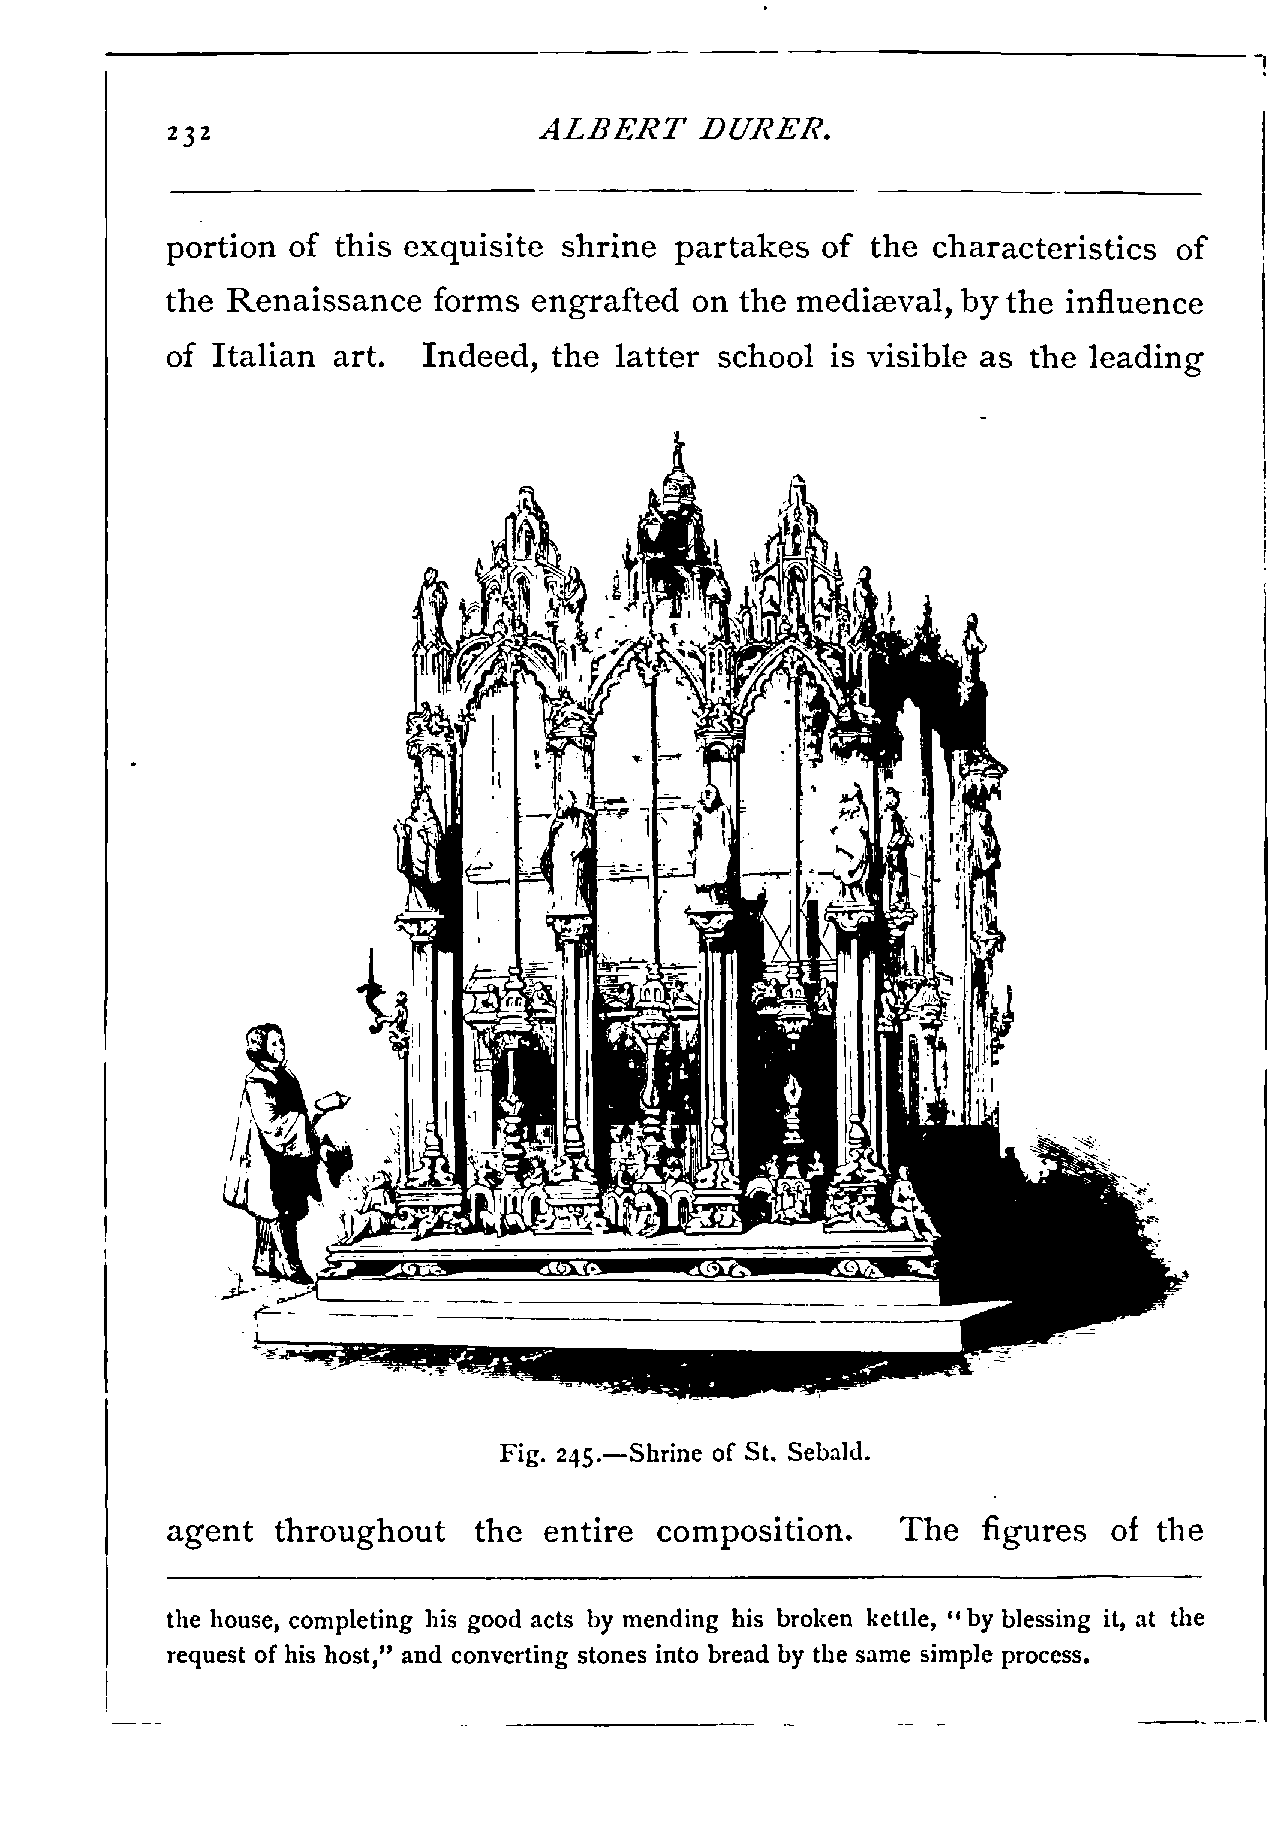 232
ALBERT DURER.
portion of this exquisite shrine partakes of the characteristics of
the Renaissance forms engrafted on the mediæval, by the influence
of Italian art. Indeed, the latter school is visible as the leading
Fig. 245.—Shrine of St. Sebald.
agent throughout the entire composition. The figures of the
the house, completing his good acts by mending his broken kettle, "by blessing it, at the
request of his host," and converting stones into bread by the same simple process.